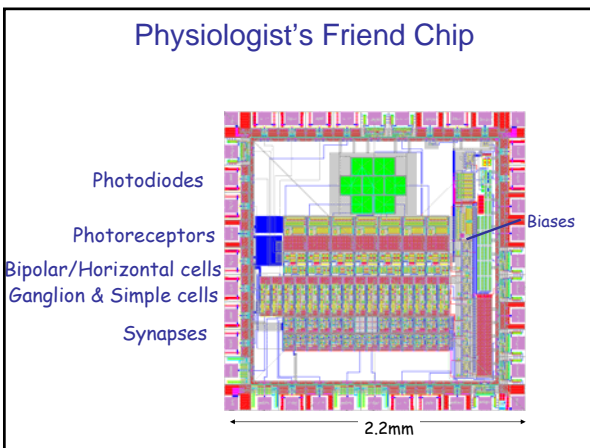 Physiologist's Friend Chip
Photodiodes
Photoreceptors
Biases
Bipolar/Horizontal cells
Ganglion & Simple cells
Synapses
2.2mm